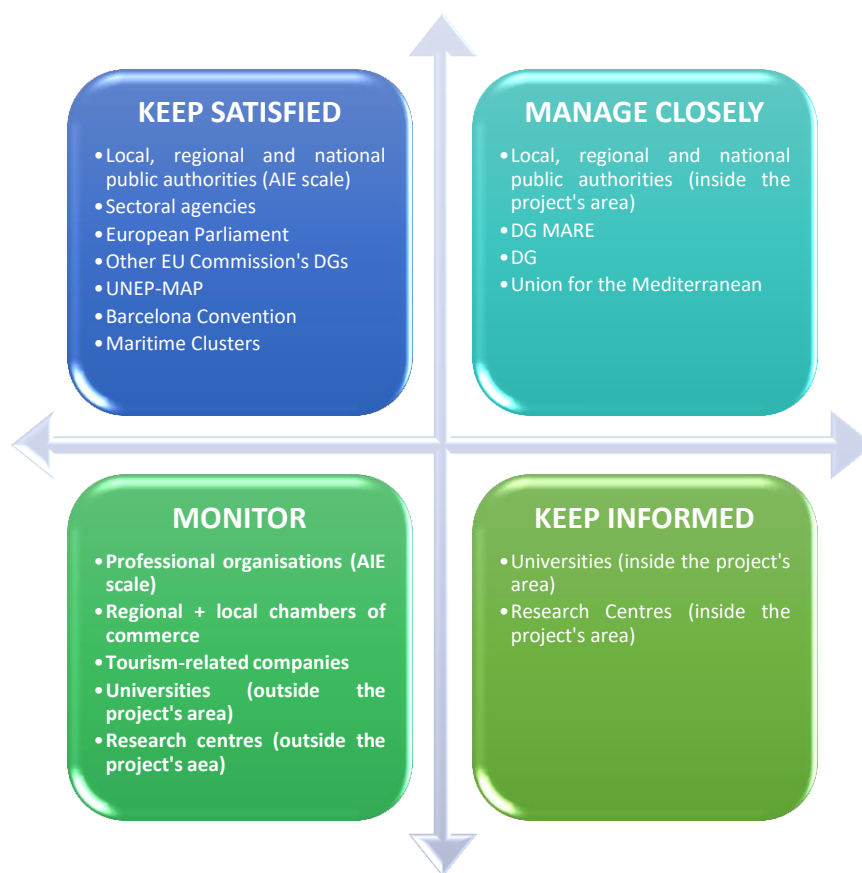 KEEP SATISFIED
•Local, regional and national
public authorities (AIE scale)
•Sectoral agencies
•European Parliament
•Other EU Commission's DGs
•UNEP-MAP
•Barcelona Convention
•Maritime Clusters
MANAGE CLOSELY
•Local, regional and national
public authorities (inside the
project's area)
•DG MARE
•DG
•Union for the Mediterranean
MONITOR
•Professional organisations (AIE
scale)
•Regional + local chambers of
commerce
•Tourism-related companies
•Universities (outside the
project's area)
•Research centres (outside the
project's aea)
KEEP INFORMED
•Universities (inside the project's
area)
•Research Centres (inside the
project's area)